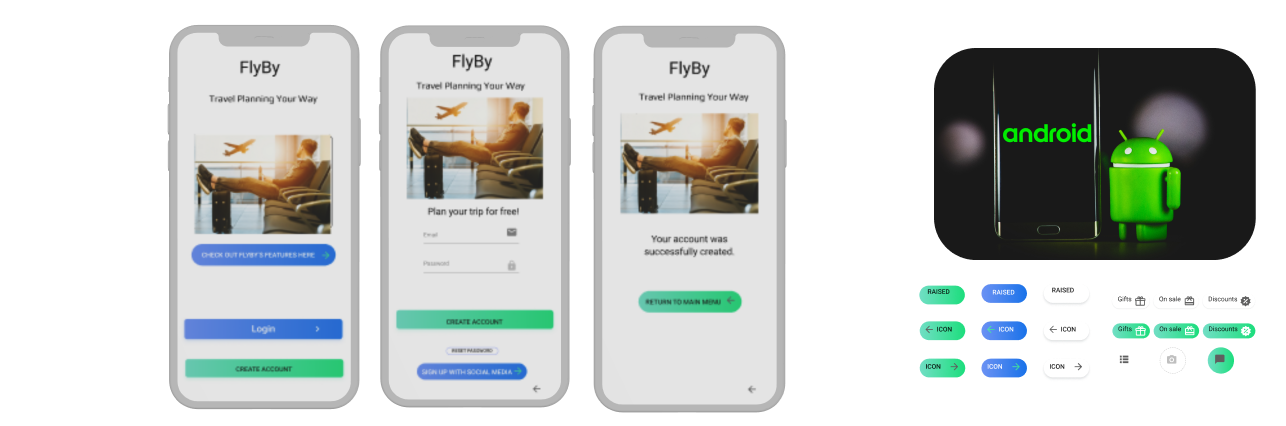 FlyBy
Travel Planning Your Way
CHECK OUT FLYBY'S FEATURES HERE
Login
CREATE ACCOUNT
FlyBy
Travel Planning Your Way
Plan your trip for free!
Email
Password
CREATE ACCOUNT
RESET PASSWORD
SIGN UP WITH SOCIAL MEDIA
FlyBy
Travel Planning Your Way
Your account was
successfully created.
RETURN TO MAIN MENU
android
RAISED
RAISED
RAISED
Gifts
On sale
Discounts
ICON
ICON
ICON
Gifts
On sale
Discounts
ICON
ICON
ICON